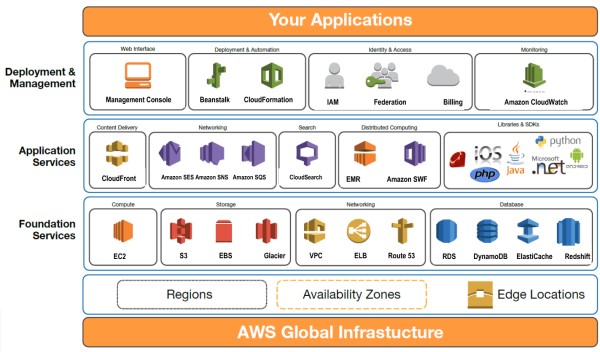 Your Applications
Deployment &
Management
Web Interface
Management Console
Deployment & Automation
Beanstalk
CloudFormation
Identity & Access
IAM
Federation
Billing
Monitoring
Amazon CloudWatch
Application
Services
Content Delivery
CloudFront
Networking
Amazon SES
Amazon SNS
Amazon SQS
Search
CloudSearch
Distributed Computing
EMR
Amazon SWF
Libraries & SDKs
iOS
php
Java
python
Microsoft
.net
ANDROID
Foundation
Services
Compute
EC2
Storage
S3
EBS
Glacier
Networking
VPC
ELB
Route 53
Database
RDS
DynamoDB
ElastiCache
Redshift
Regions
Availability Zones
Edge Locations
AWS Global Infrastucture